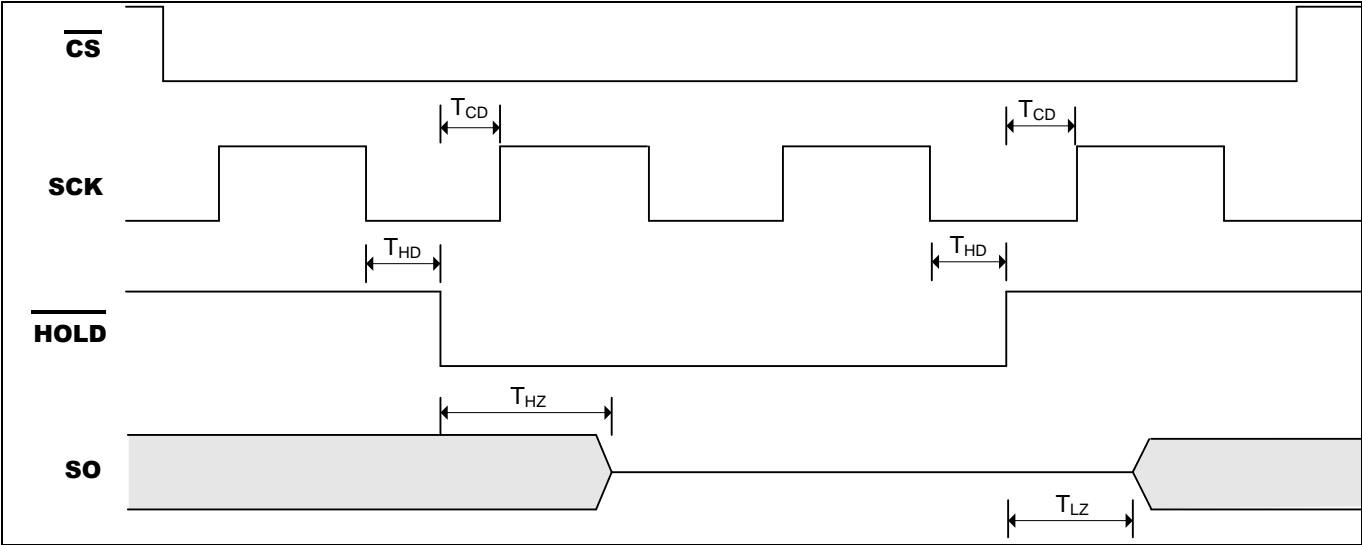 CS
T_CD T_CD
SCK
T_HD T_HD
HOLD
T_HZ
SO
T_LZ